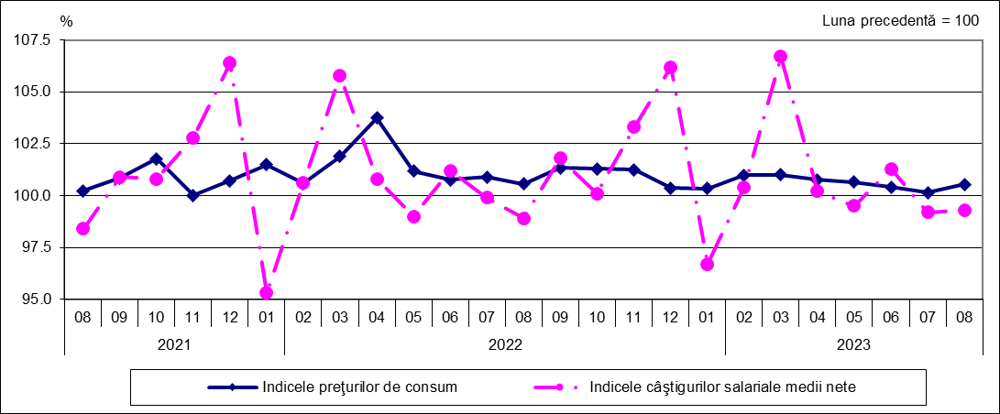 %
Luna precedentă = 100
107.5
105.0
102.5
100.0
97.5
95.0
08 09 10 11 12 01 02 03 04 05 06 07 08 09 10 11 12 01 02 03 04 05 06 07 08
2021 2022 2023
Indicele preţurilor de consum Indicele câştigurilor salariale medii nete